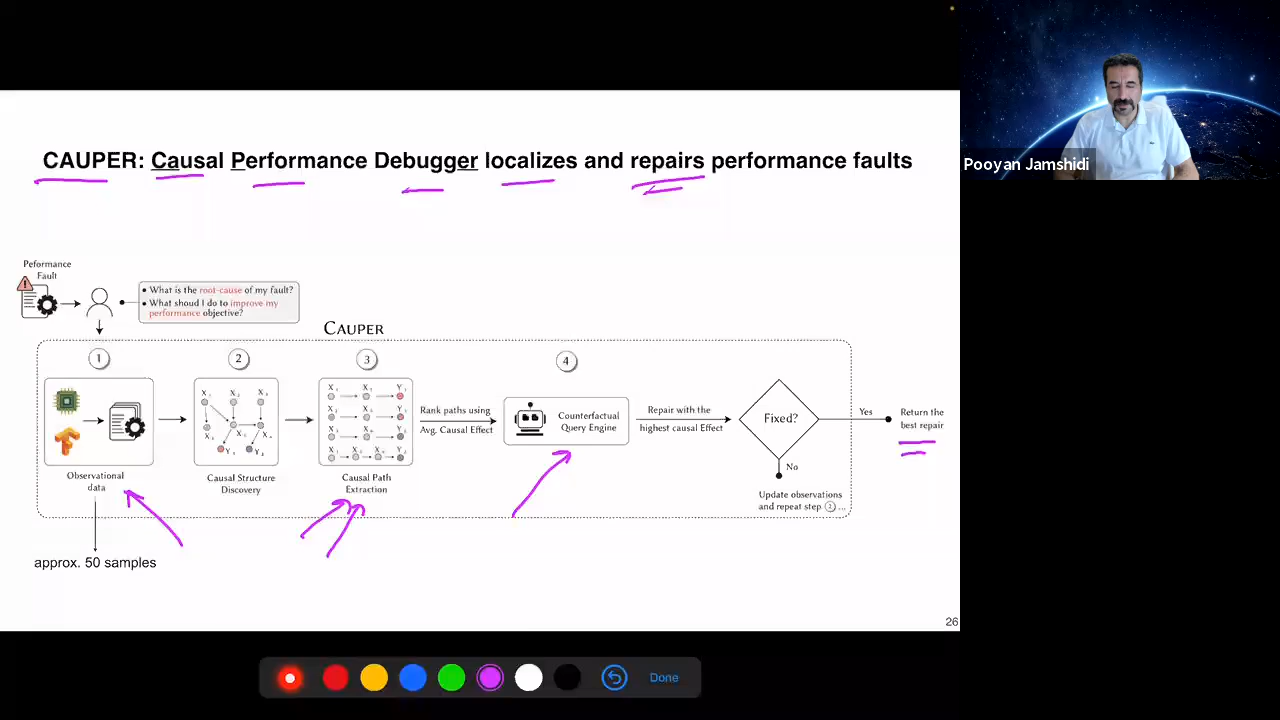 Pooyan Jamshidi
CAUPER: Causal Performance Debugger localizes and repairs performance faults
Peformance
Fault
• What is the root-cause of my fault?
• What shoud I do to improve my
performance objective?
CAUPER
1
2
3
4
Rank paths using
Avg. Causal Effect
Counterfactual
Query Engine
Repair with the
highest causal Effect
Fixed?
Yes
Return the
best repair
No
Observational
data
Causal Structure
Discovery
Causal Path
Extraction
Update observations
and repeat step 2 ...
approx. 50 samples
26
Done